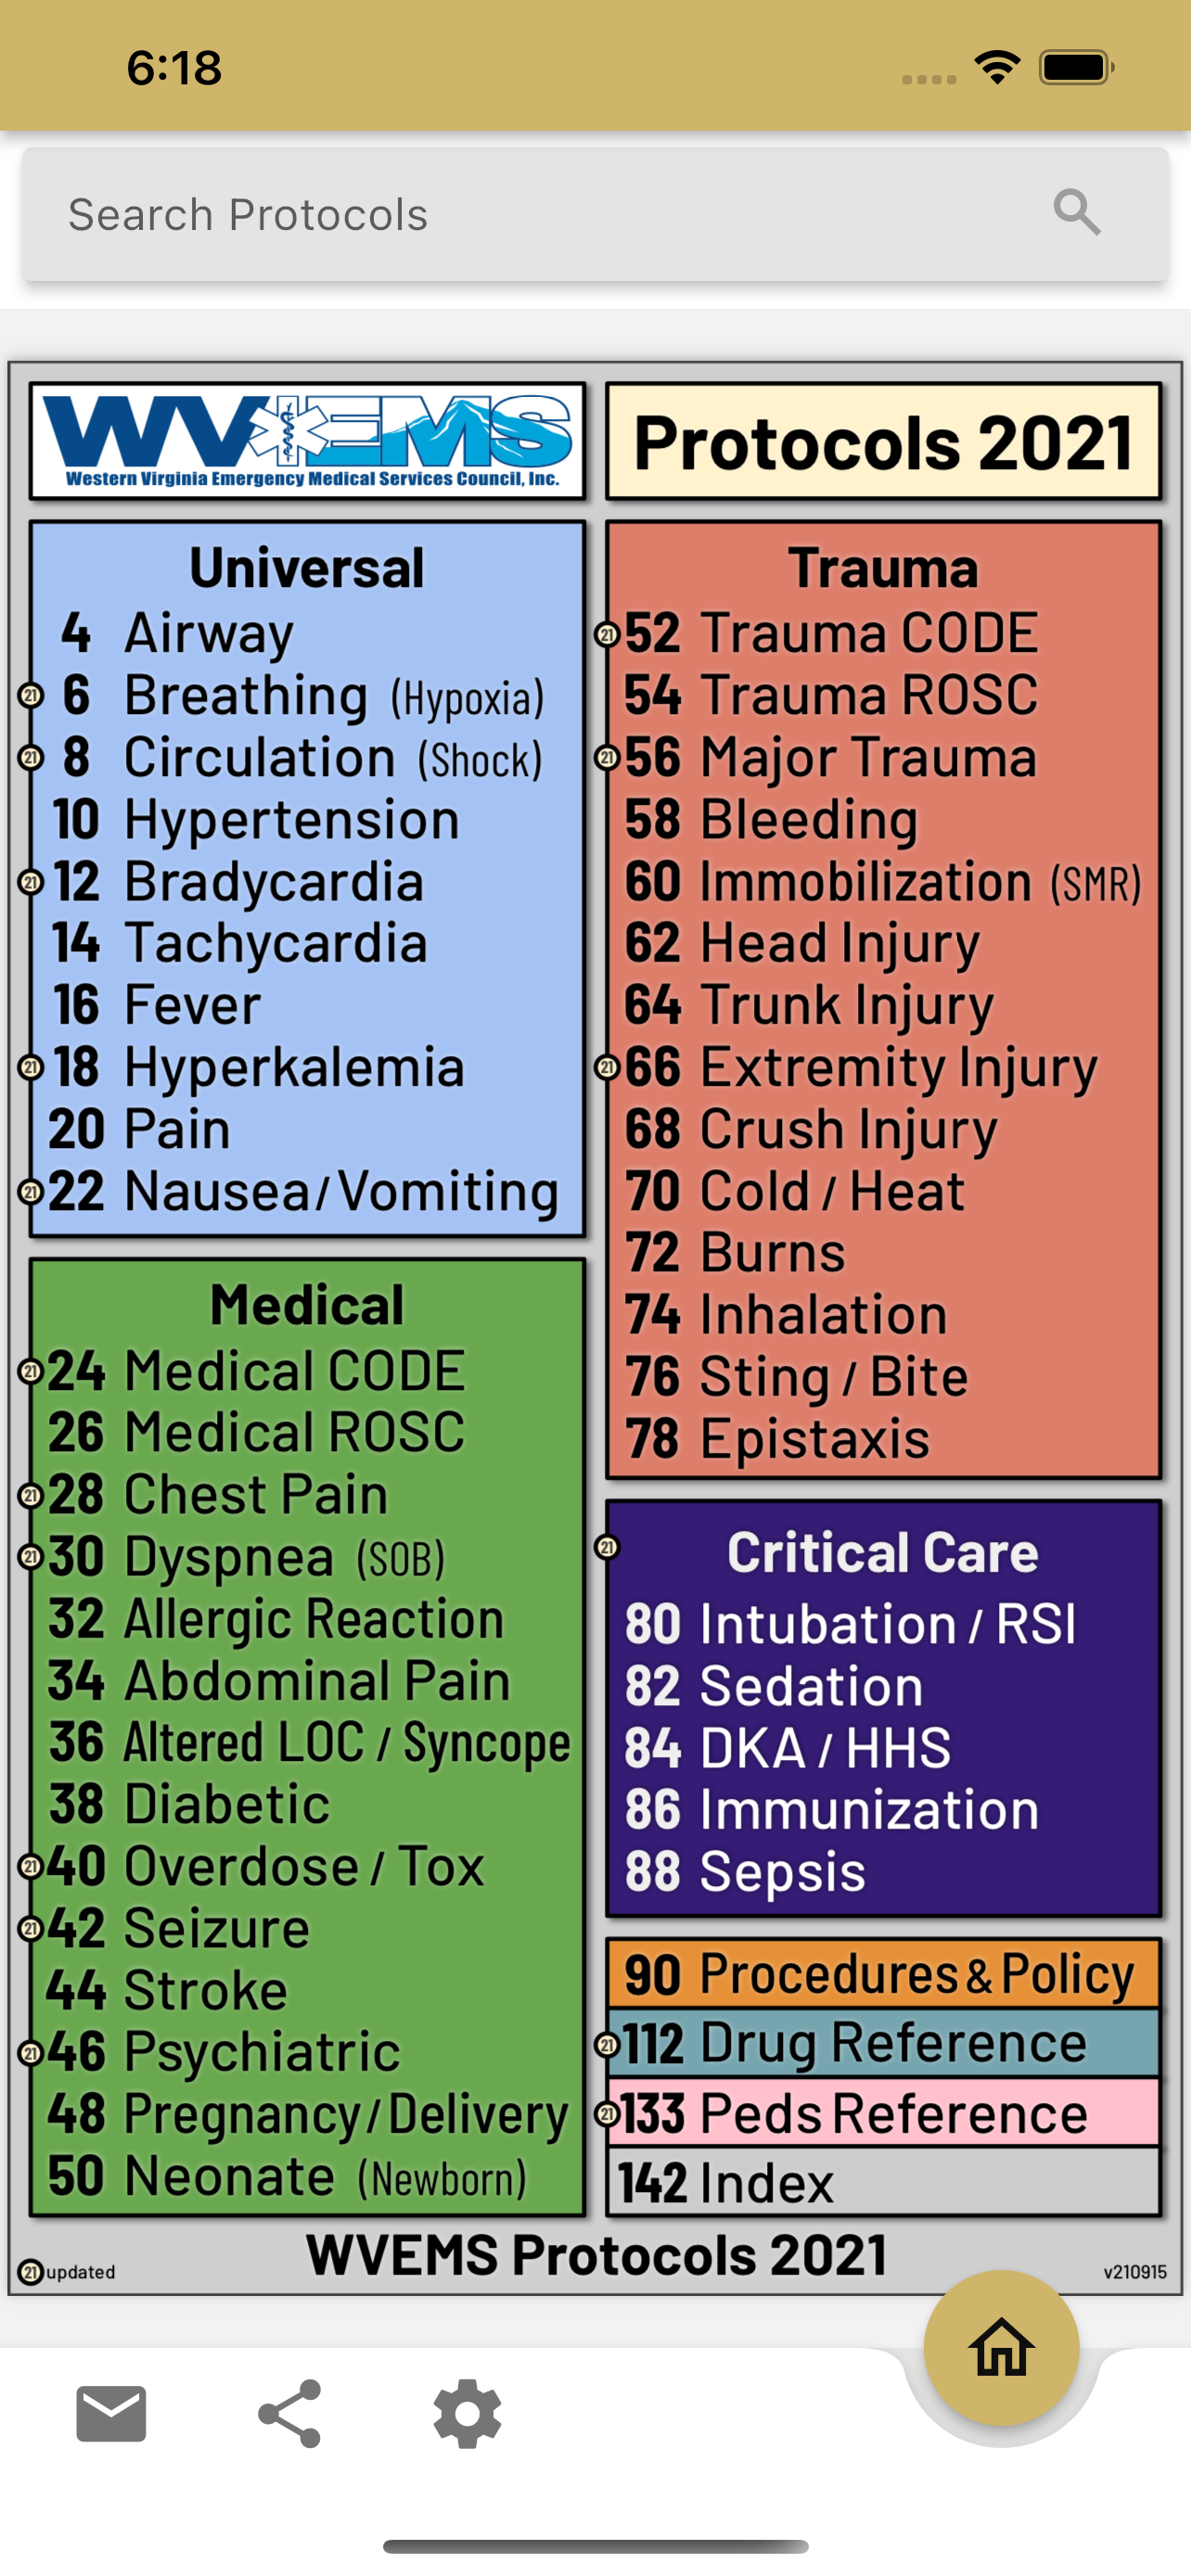 6:18
Search Protocols
WVEMS
Western Virginia Emergency Medical Services Council, Inc.
Protocols 2021
Universal
4 Airway
21 6 Breathing (Hypoxia)
21 8 Circulation (Shock)
10 Hypertension
21 12 Bradycardia
14 Tachycardia
16 Fever
21 18 Hyperkalemia
20 Pain
21 22 Nausea/Vomiting
Medical
21 24 Medical CODE
26 Medical ROSC
21 28 Chest Pain
21 30 Dyspnea (SOB)
32 Allergic Reaction
34 Abdominal Pain
36 Altered LOC / Syncope
38 Diabetic
21 40 Overdose / Tox
21 42 Seizure
44 Stroke
21 46 Psychiatric
48 Pregnancy/Delivery
50 Neonate (Newborn)
Trauma
21 52 Trauma CODE
54 Trauma ROSC
21 56 Major Trauma
58 Bleeding
60 Immobilization (SMR)
62 Head Injury
64 Trunk Injury
21 66 Extremity Injury
68 Crush Injury
70 Cold / Heat
72 Burns
74 Inhalation
76 Sting / Bite
78 Epistaxis
21 Critical Care
80 Intubation / RSI
82 Sedation
84 DKA / HHS
86 Immunization
88 Sepsis
90 Procedures & Policy
21 112 Drug Reference
21 133 Peds Reference
142 Index
21 updated
WVEMS Protocols 2021
v210915